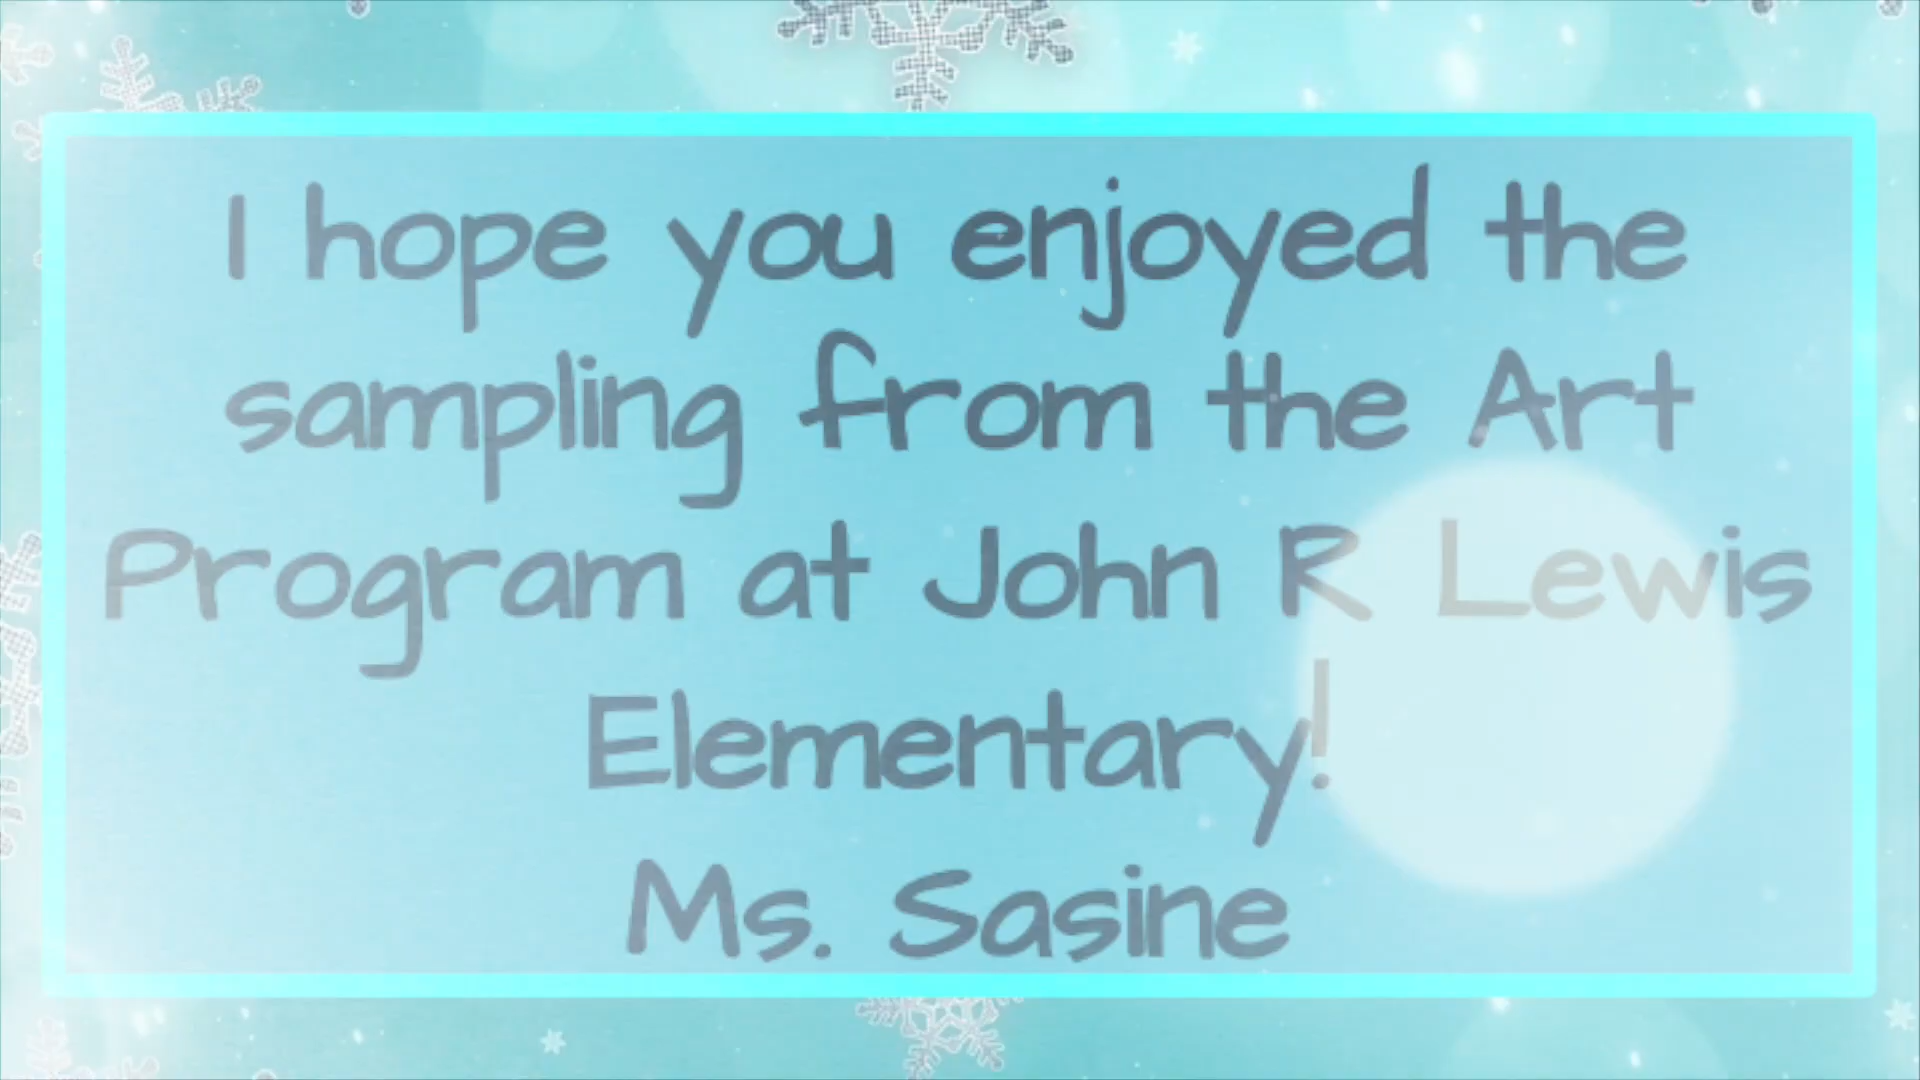 I hope you enjoyed the
sampling from the Art
Program at John R Lewis
Elementary!
Ms. Sasine